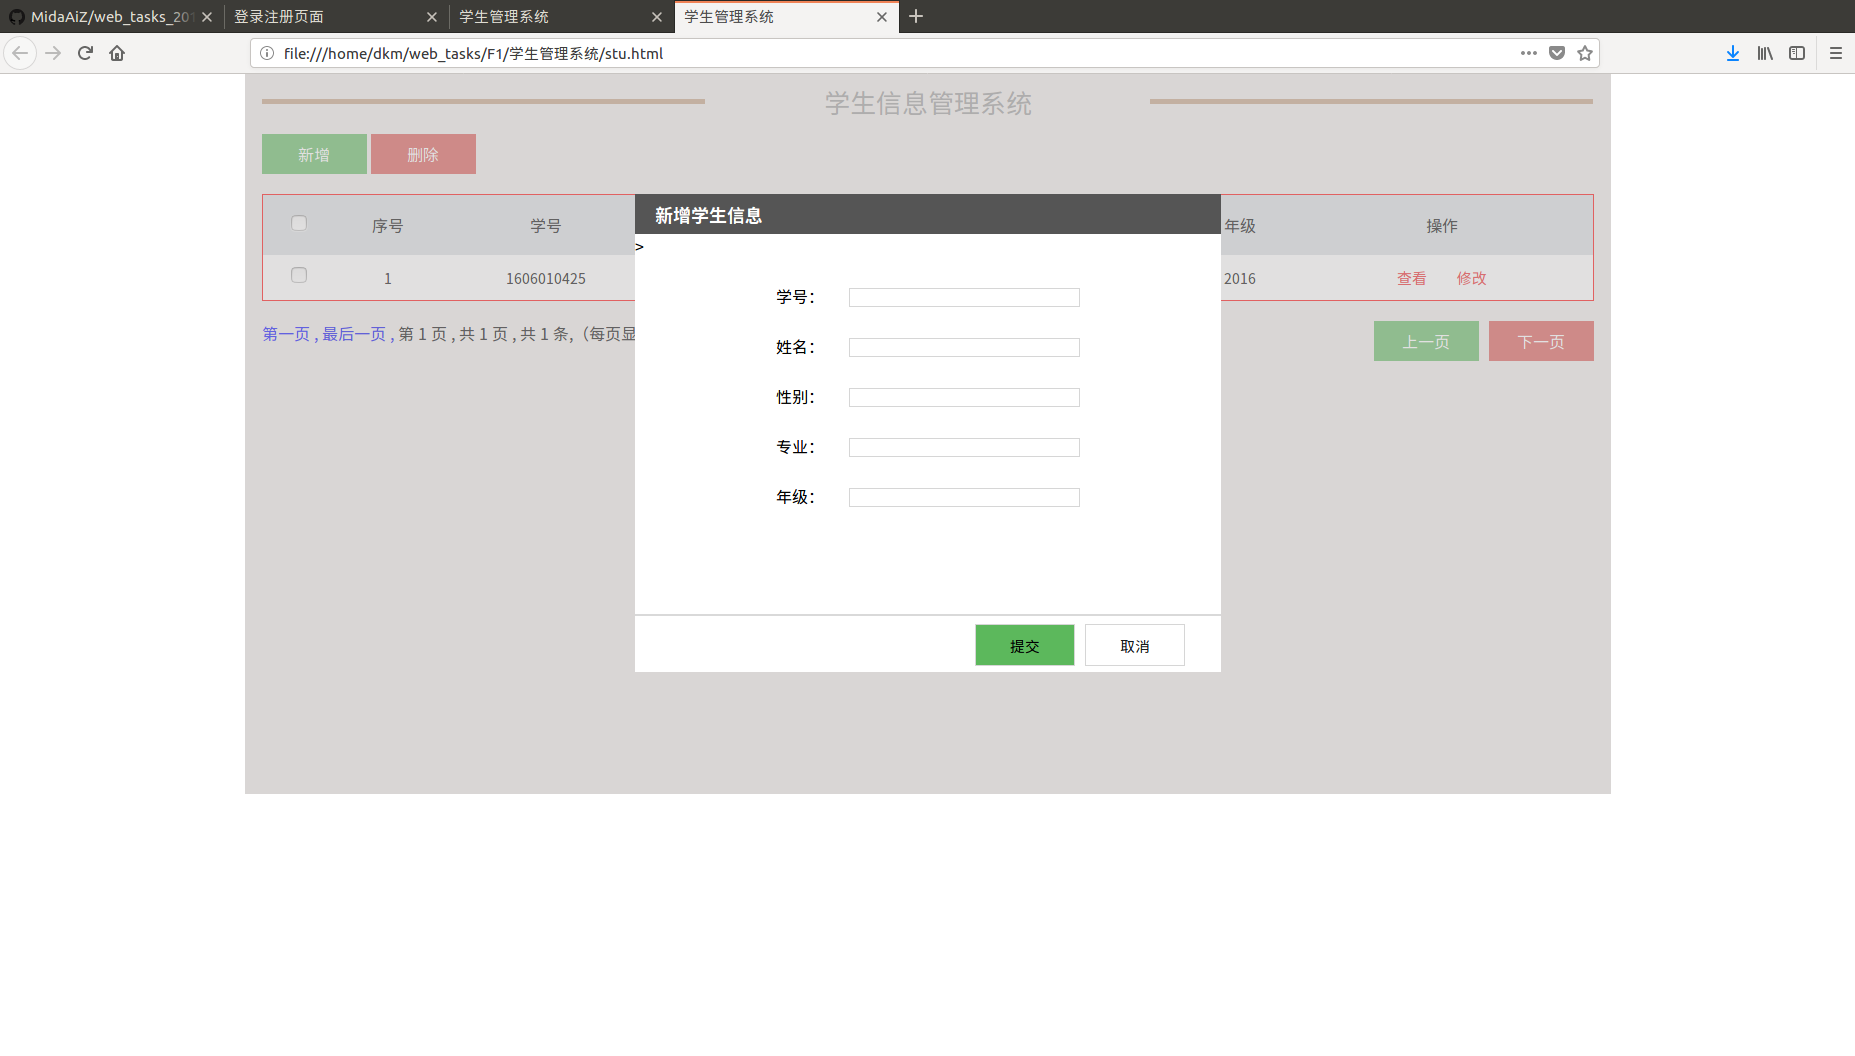 MidaAiZ/web_tasks_201
登录注册页面
学生管理系统
学生管理系统
file:///home/dkm/web_tasks/F1/学生管理系统/stu.html
学生信息管理系统
新增
删除
新增学生信息
序号 学号 年级 操作
>
1 1606010425 2016 查看 修改
学号：
第一页 , 最后一页 , 第 1 页 , 共 1 页 , 共 1 条,（每页显
上一页 下一页
姓名：
性别：
专业：
年级：
提交 取消